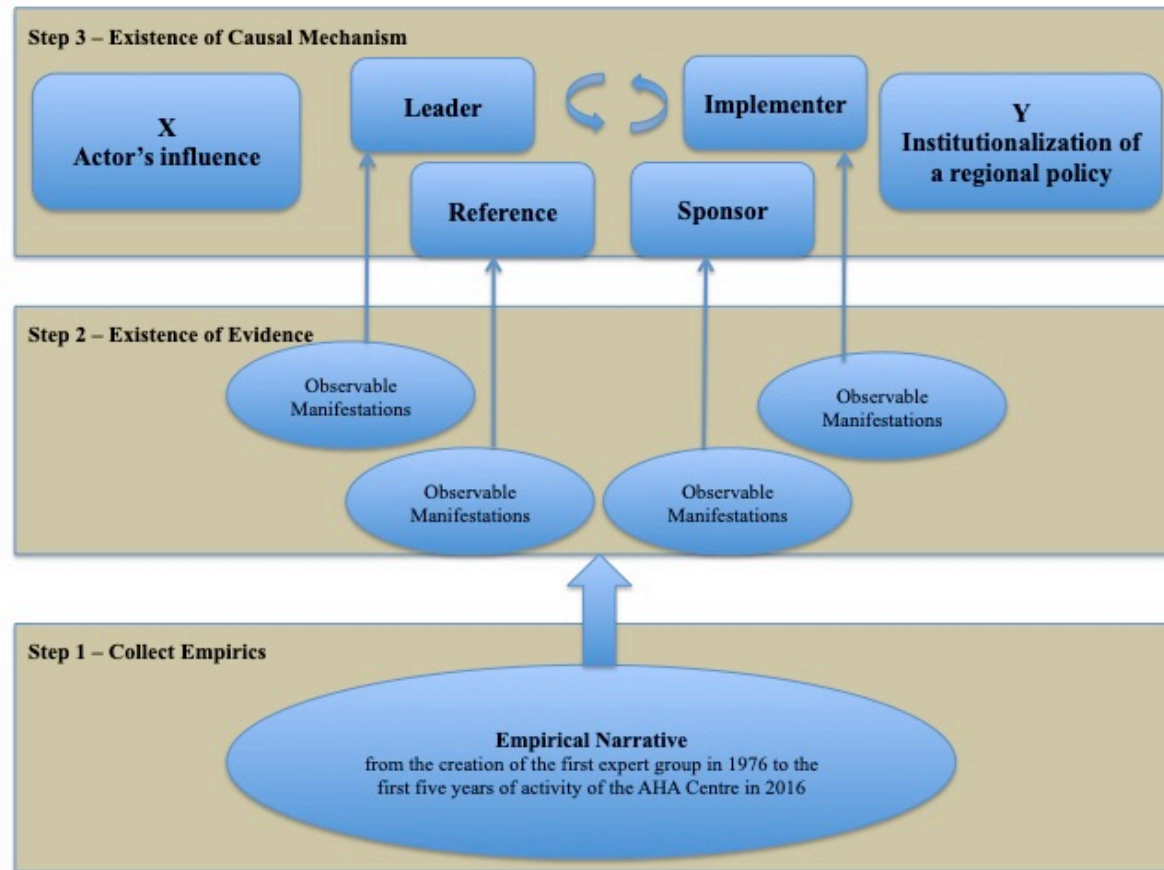 Step 3 – Existence of Causal Mechanism
X
Actor's influence
Leader
Implementer
Y
Institutionalization of
a regional policy
Reference
Sponsor
Step 2 – Existence of Evidence
Observable
Manifestations
Observable
Manifestations
Observable
Manifestations
Observable
Manifestations
Step 1 – Collect Empirics
Empirical Narrative
from the creation of the first expert group in 1976 to the
first five years of activity of the AHA Centre in 2016